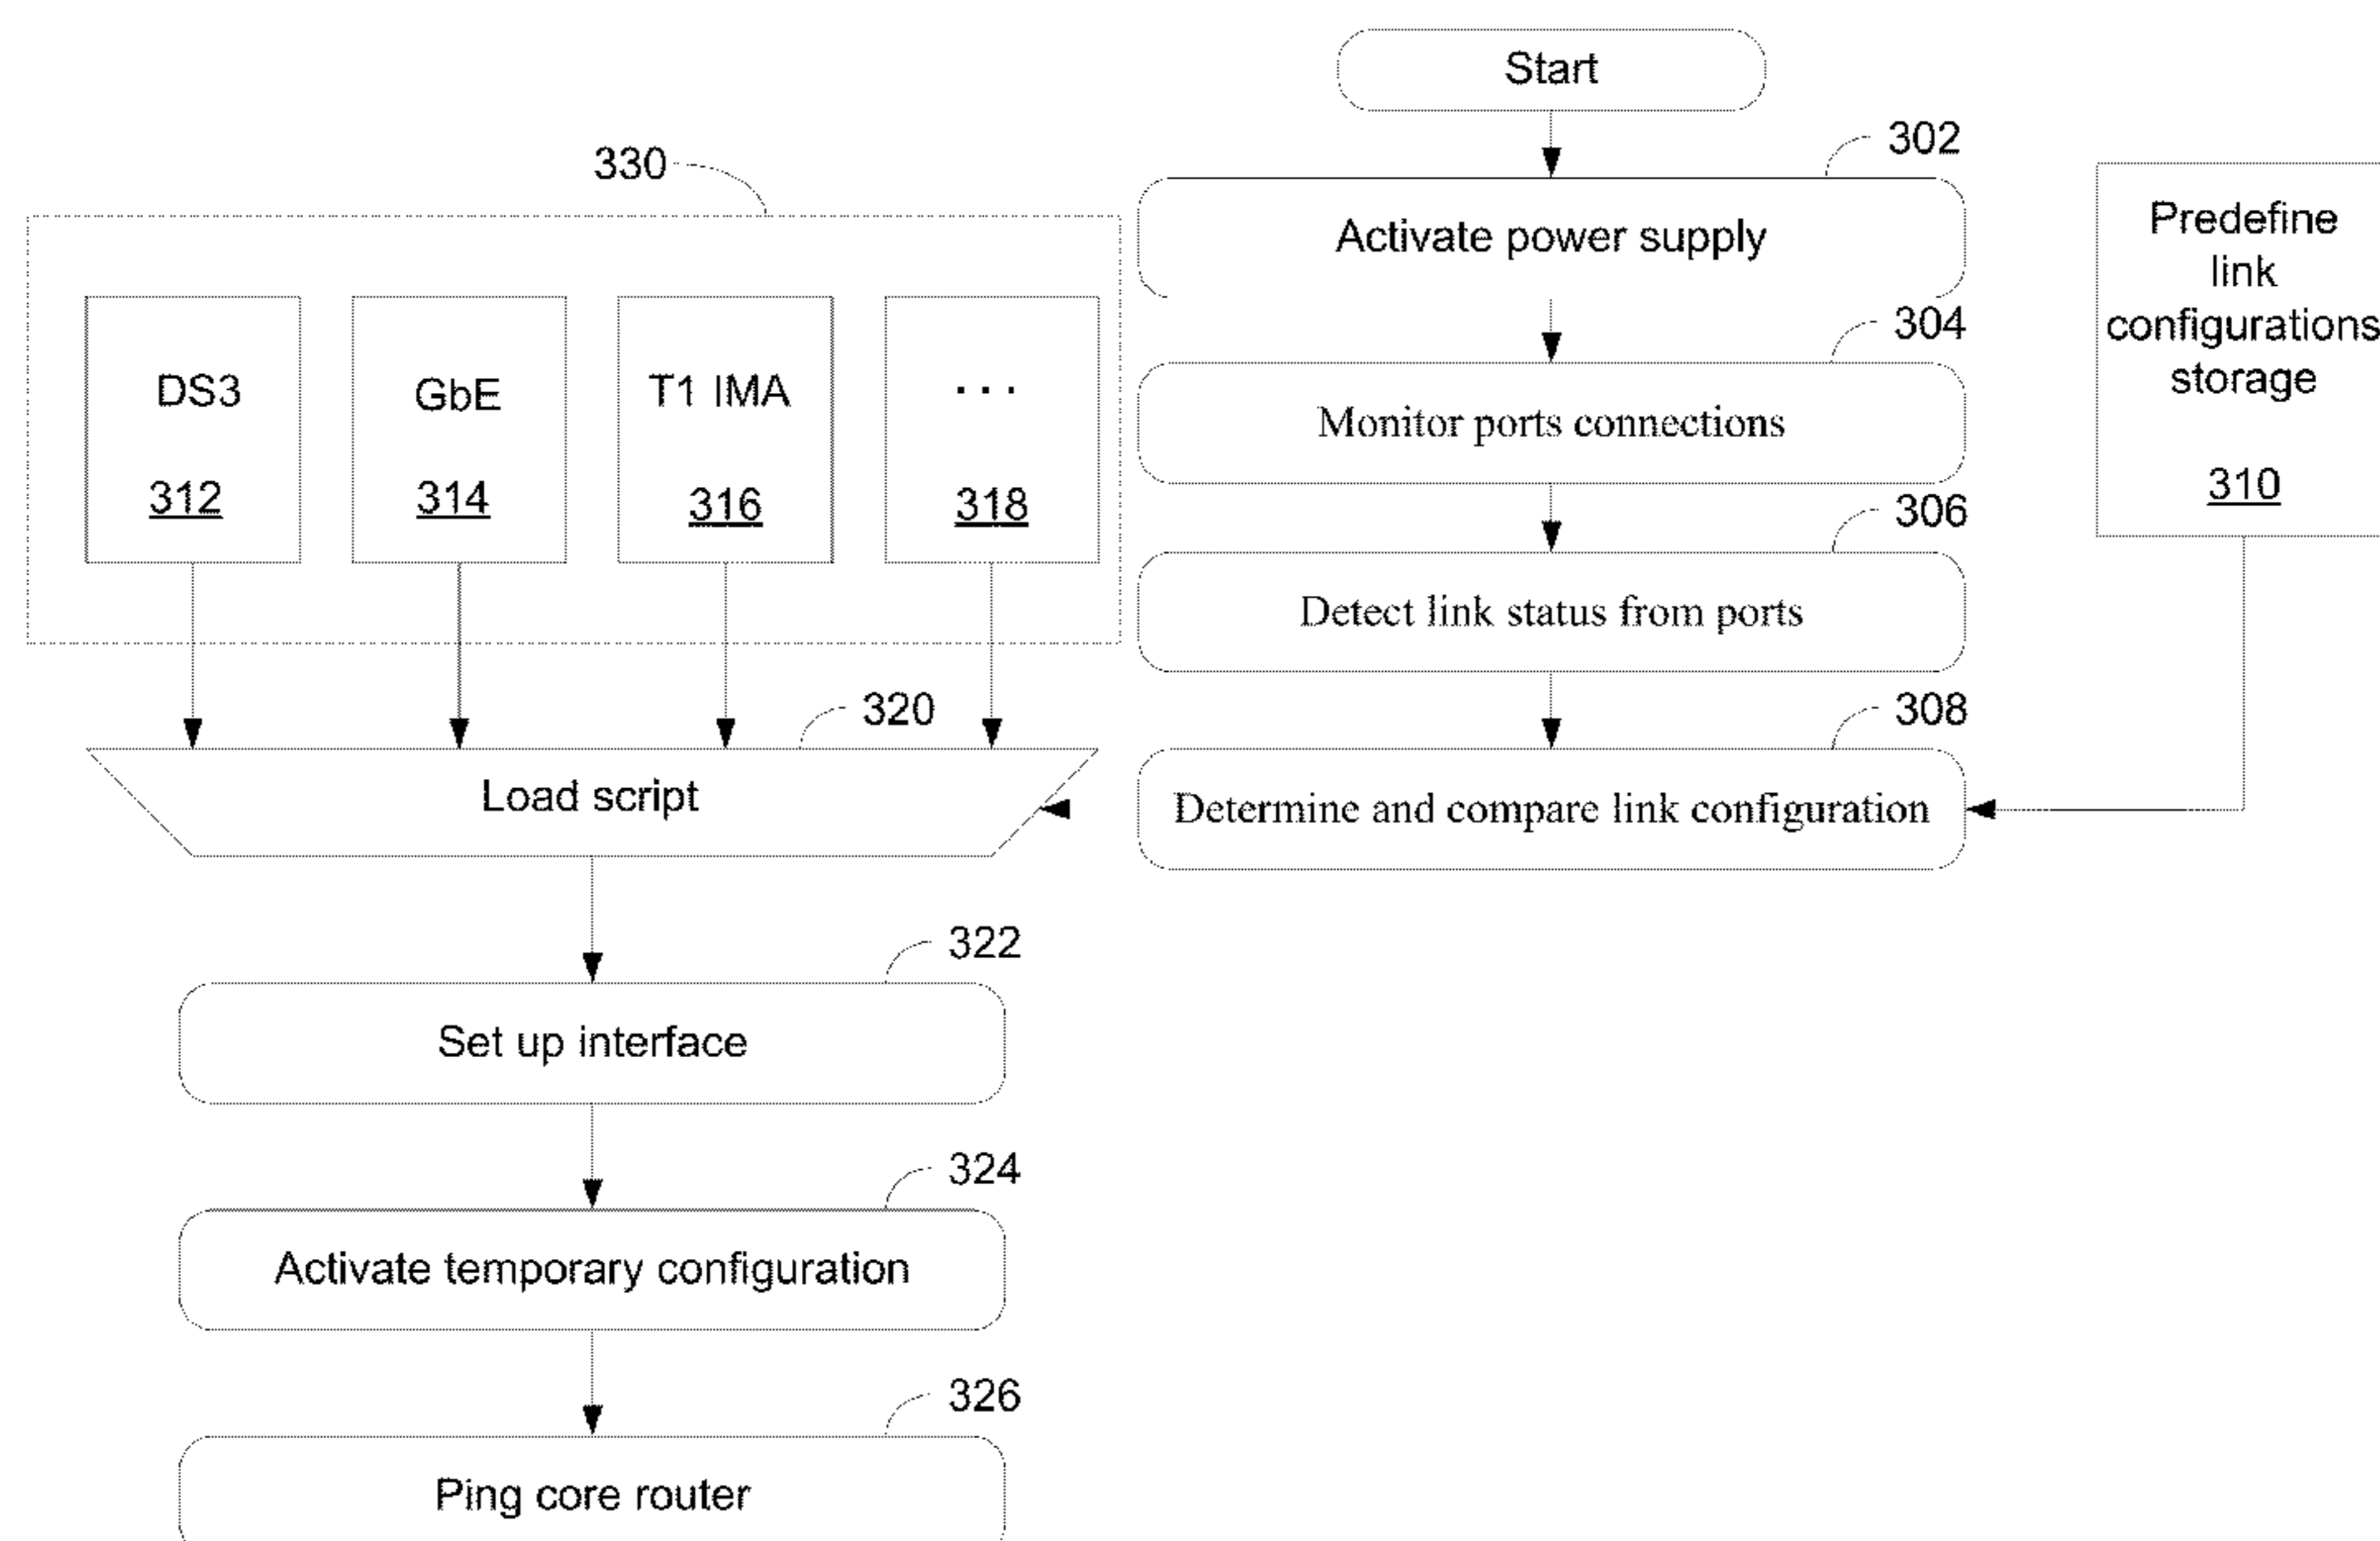 Start
302
330
Activate power supply
Predefine
link
configurations
storage
310
304
DS3
312
GbE
314
T1 IMA
316
. . .
318
Monitor ports connections
306
Detect link status from ports
320
308
Load script
Determine and compare link configuration
322
Set up interface
324
Activate temporary configuration
326
Ping core router